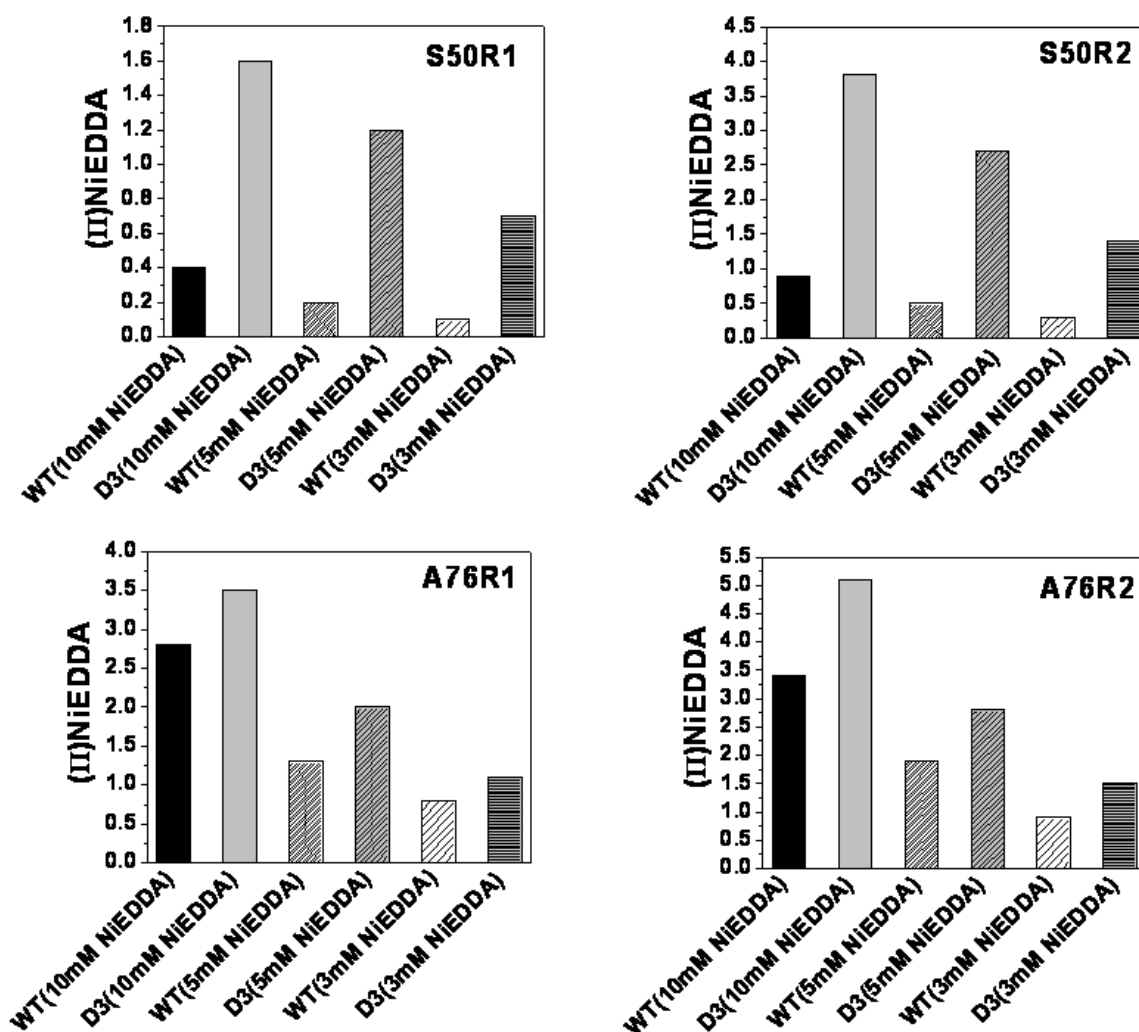 S50R1
(II)NiEDDA
1.8
1.6
1.4
1.2
1.0
0.8
0.6
0.4
0.2
0.0
WT(10mM NiEDDA)
D3(10mM NiEDDA)
WT(5mM NiEDDA)
D3(5mM NiEDDA)
WT(3mM NiEDDA)
D3(3mM NiEDDA)
S50R2
(II)NiEDDA
4.5
4.0
3.5
3.0
2.5
2.0
1.5
1.0
0.5
0.0
WT(10mM NiEDDA)
D3(10mM NiEDDA)
WT(5mM NiEDDA)
D3(5mM NiEDDA)
WT(3mM NiEDDA)
D3(3mM NiEDDA)
A76R1
(II)NiEDDA
4.0
3.5
3.0
2.5
2.0
1.5
1.0
0.5
0.0
WT(10mM NiEDDA)
D3(10mM NiEDDA)
WT(5mM NiEDDA)
D3(5mM NiEDDA)
WT(3mM NiEDDA)
D3(3mM NiEDDA)
A76R2
(II)NiEDDA
5.5
5.0
4.5
4.0
3.5
3.0
2.5
2.0
1.5
1.0
0.5
0.0
WT(10mM NiEDDA)
D3(10mM NiEDDA)
WT(5mM NiEDDA)
D3(5mM NiEDDA)
WT(3mM NiEDDA)
D3(3mM NiEDDA)